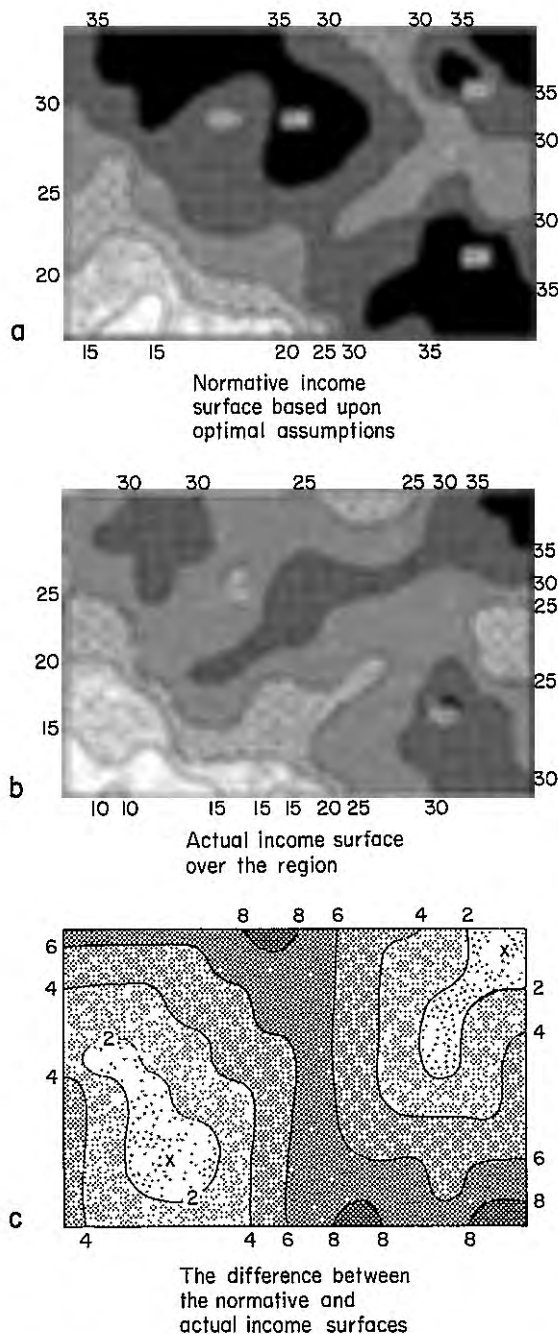 35 35 30 35
30
25
20
35
30
30
35
a
15 15 20 25 30 35
Normative income
surface based upon
optimal assumptions
30 30 25 25 30 35
25
20
15
35
30
25
25
30
b
10 10 15 15 15 20 25 30
Actual income surface
over the region
8 8 6 4 2
6
4
4
2
4
6
8
2
X
X
2
c
4 4 6 8 8 8
The difference between
the normative and
actual income surfaces